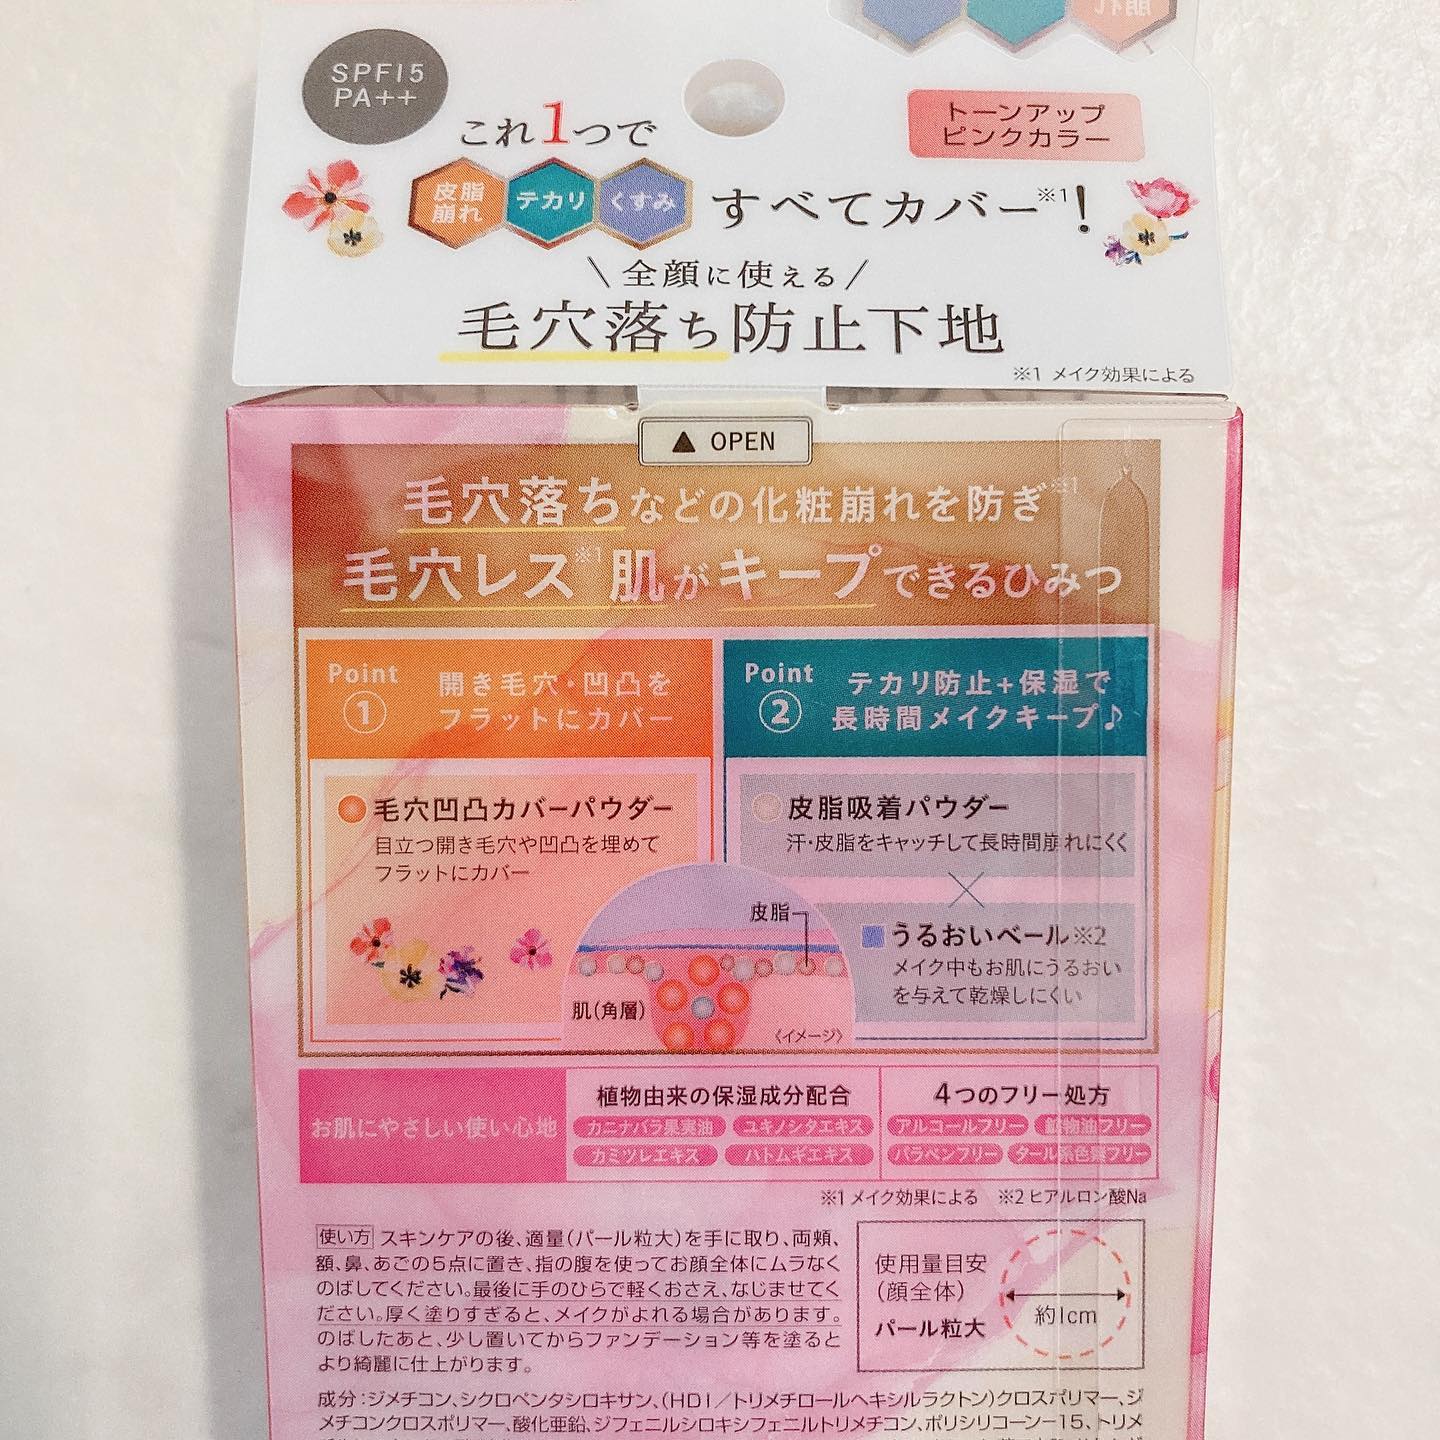 SPF15
PA++
これ1つで
トーンアップ
ピンクカラー
皮脂
崩れ
テカリ
くすみ
すべてカバー※1!
\ 全顔に使える /
毛穴落ち防止下地
※1 メイク効果による
▲ OPEN
毛穴落ちなどの化粧崩れを防ぎ※1
毛穴レス※1肌がキープできるひみつ
Point
①
開き毛穴・凹凸を
フラットにカバー
Point
②
テカリ防止+保湿で
長時間メイクキープ♪
毛穴凹凸カバーパウダー
目立つ開き毛穴や凹凸を埋めて
フラットにカバー
皮脂吸着パウダー
汗・皮脂をキャッチして長時間崩れにくく
皮脂
うるおいベール※2
メイク中もお肌にうるおい
を与えて乾燥しにくい
肌(角層)
〈イメージ〉
お肌にやさしい使い心地
植物由来の保湿成分配合
カニナバラ果実油
ユキノシタエキス
カミツレエキス
ハトムギエキス
4つのフリー処方
アルコールフリー
鉱物油フリー
パラベンフリー
タール系色素フリー
※1 メイク効果による ※2 ヒアルロン酸Na
使い方 スキンケアの後、適量(パール粒大)を手に取り、両頬、
額、鼻、あごの5点に置き、指の腹を使ってお顔全体にムラなく
のばしてください。最後に手のひらで軽くおさえ、なじませてく
ださい。厚く塗りすぎると、メイクがよれる場合があります。
のばしたあと、少し置いてからファンデーション等を塗ると
より綺麗に仕上がります。
使用量目安
(顔全体)
パール粒大
約1cm
成分:ジメチコン、シクロペンタシロキサン、(HDI/トリメチロールヘキシルラクトン)クロスポリマー、ジ
メチコンクロスポリマー、酸化亜鉛、ジフェニルシロキシフェニルトリメチコン、ポリシリコーン-15、トリメ